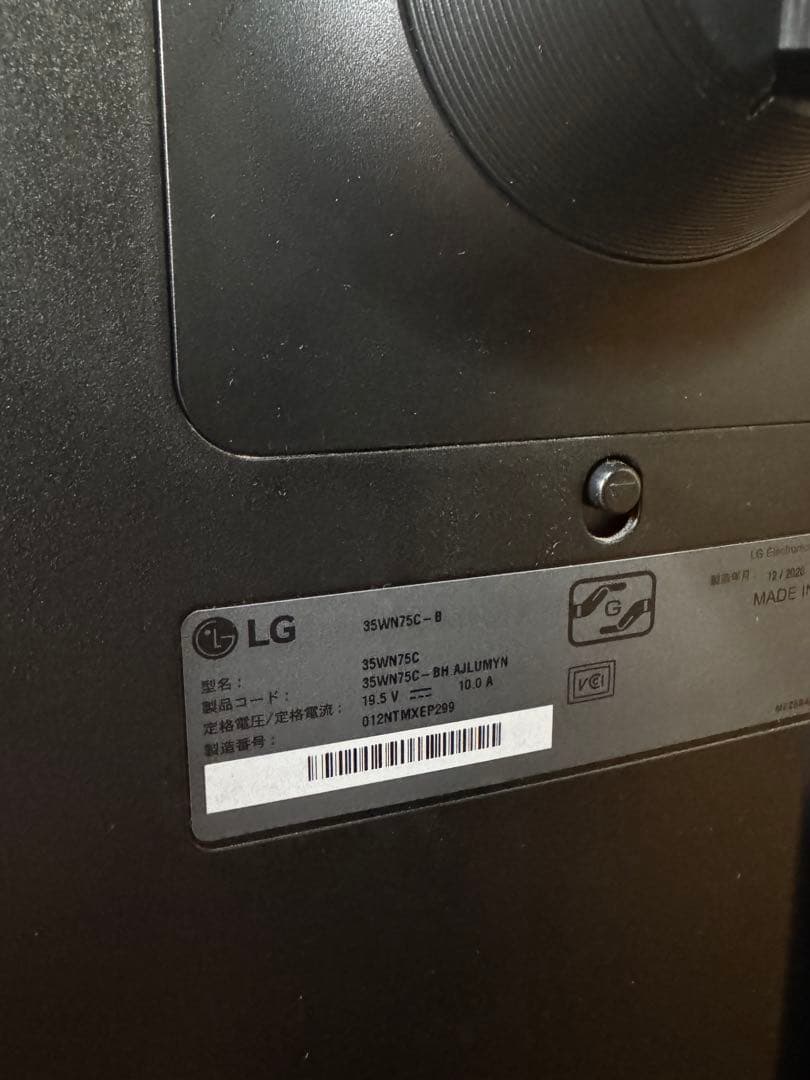 LG
35WN75C-B
型名： 35WN75C
製品コード： 35WN75C-BH.AJLUMYN
定格電圧/定格電流： 19.5 V 10.0 A
製造番号： 012NTMXEP299
G
VCI
LG Electronics
製造年月 12/2020
MADE IN